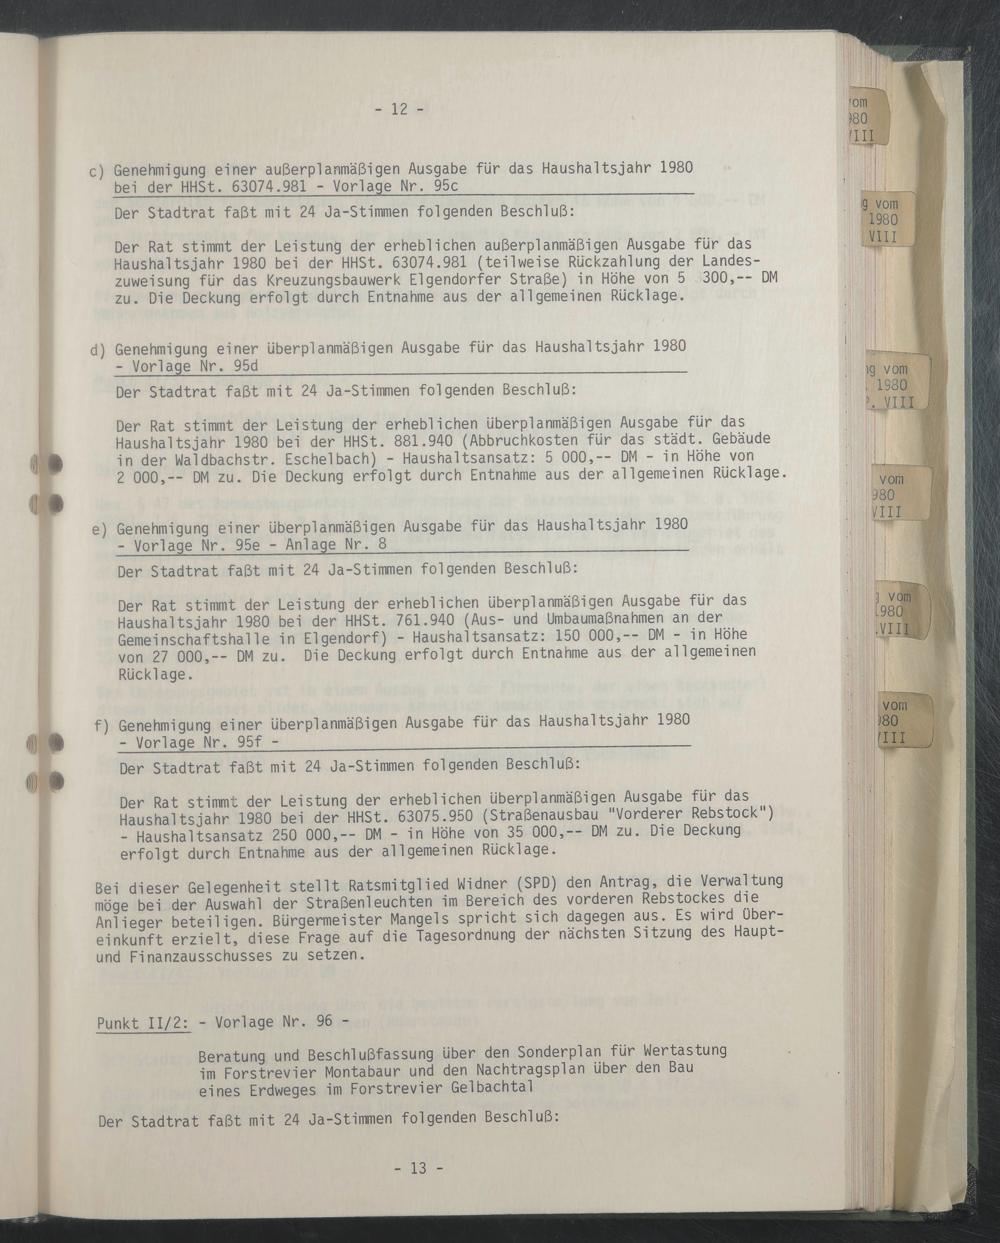 - 12 -
c) Genehmigung einer außerplanmäßigen Ausgabe für das Haushaltsjahr 1980
bei der HHSt. 63074.981 - Vorlage Nr. 95c
Der Stadtrat faßt mit 24 Ja-Stimmen folgenden Beschluß:
Der Rat stimmt der Leistung der erheblichen außerplanmäßigen Ausgabe für das
Haushaltsjahr 1980 bei der HHSt. 63074.981 (teilweise Rückzahlung der Landes-
zuweisung für das Kreuzungsbauwerk Elgendorfer Straße) in Höhe von 5 300,-- DM
zu. Die Deckung erfolgt durch Entnahme aus der allgemeinen Rücklage.
d) Genehmigung einer überplanmäßigen Ausgabe für das Haushaltsjahr 1980
- Vorlage Nr. 95d
Der Stadtrat faßt mit 24 Ja-Stimmen folgenden Beschluß:
Der Rat stimmt der Leistung der erheblichen überplanmäßigen Ausgabe für das
Haushaltsjahr 1980 bei der HHSt. 881.940 (Abbruchkosten für das städt. Gebäude
in der Waldbachstr. Eschelbach) - Haushaltsansatz: 5 000,-- DM - in Höhe von
2 000,-- DM zu. Die Deckung erfolgt durch Entnahme aus der allgemeinen Rücklage.
e) Genehmigung einer überplanmäßigen Ausgabe für das Haushaltsjahr 1980
- Vorlage Nr. 95e - Anlage Nr. 8
Der Stadtrat faßt mit 24 Ja-Stimmen folgenden Beschluß:
Der Rat stimmt der Leistung der erheblichen überplanmäßigen Ausgabe für das
Haushaltsjahr 1980 bei der HHSt. 761.940 (Aus- und Umbaumaßnahmen an der
Gemeinschaftshalle in Elgendorf) - Haushaltsansatz: 150 000,-- DM - in Höhe
von 27 000,-- DM zu. Die Deckung erfolgt durch Entnahme aus der allgemeinen
Rücklage.
f) Genehmigung einer überplanmäßigen Ausgabe für das Haushaltsjahr 1980
- Vorlage Nr. 95f -
Der Stadtrat faßt mit 24 Ja-Stimmen folgenden Beschluß:
Der Rat stimmt der Leistung der erheblichen überplanmäßigen Ausgabe für das
Haushaltsjahr 1980 bei der HHSt. 63075.950 (Straßenausbau "Vorderer Rebstock")
- Haushaltsansatz 250 000,-- DM - in Höhe von 35 000,-- DM zu. Die Deckung
erfolgt durch Entnahme aus der allgemeinen Rücklage.
Bei dieser Gelegenheit stellt Ratsmitglied Widner (SPD) den Antrag, die Verwaltung
möge bei der Auswahl der Straßenleuchten im Bereich des vorderen Rebstockes die
Anlieger beteiligen. Bürgermeister Mangels spricht sich dagegen aus. Es wird Über-
einkunft erzielt, diese Frage auf die Tagesordnung der nächsten Sitzung des Haupt-
und Finanzausschusses zu setzen.
Punkt II/2: - Vorlage Nr. 96 -
Beratung und Beschlußfassung über den Sonderplan für Wertastung
im Forstrevier Montabaur und den Nachtragsplan über den Bau
eines Erdweges im Forstrevier Gelbachtal
Der Stadtrat faßt mit 24 Ja-Stimmen folgenden Beschluß:
- 13 -
vom
80
VIII
g vom
1980
VIII
g vom
1980
P. VIII
vom
980
VIII
g vom
1980
.VIII
vom
80
VIII